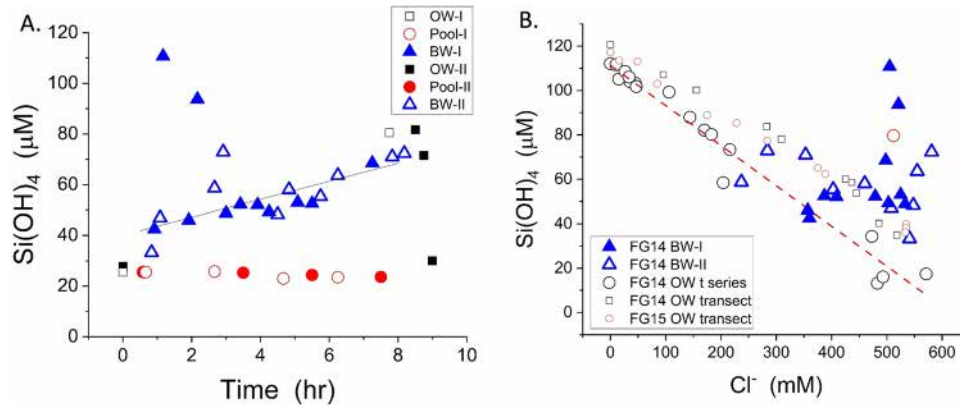 A.
Si(OH)4 (µM)
120
100
80
60
40
20
0
0
2
4
6
8
10
Time (hr)
OW-I
Pool-I
BW-I
OW-II
Pool-II
BW-II
B.
Si(OH)4 (µM)
120
100
80
60
40
20
0
0
100
200
300
400
500
600
Cl- (mM)
FG14 BW-I
FG14 BW-II
FG14 OW t series
FG14 OW transect
FG15 OW transect